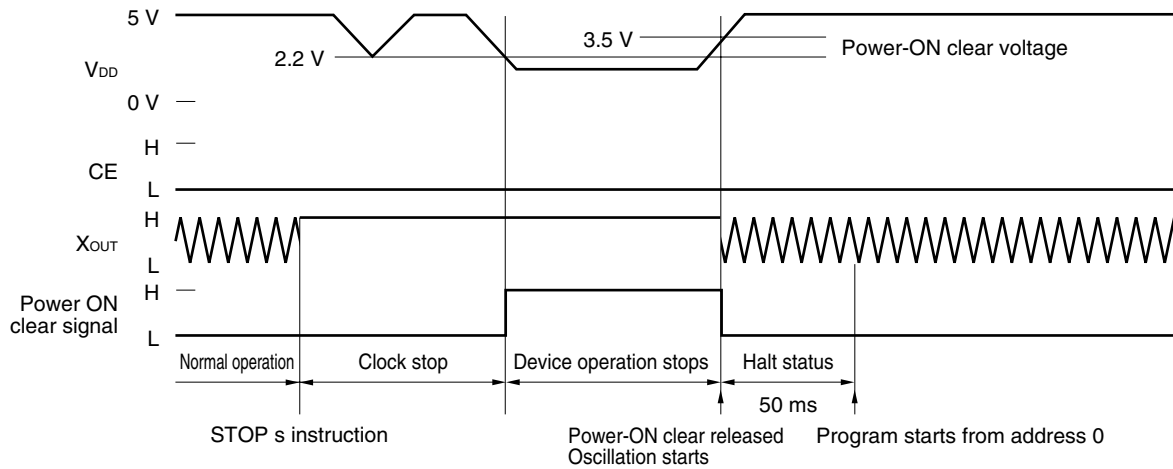 5 V
3.5 V
Power-ON clear voltage
2.2 V
VDD
0 V
H
CE
L
H
XOUT
L
H
Power ON
clear signal
L
Normal operation
Clock stop
Device operation stops
Halt status
50 ms
STOP s instruction
Power-ON clear released
Oscillation starts
Program starts from address 0